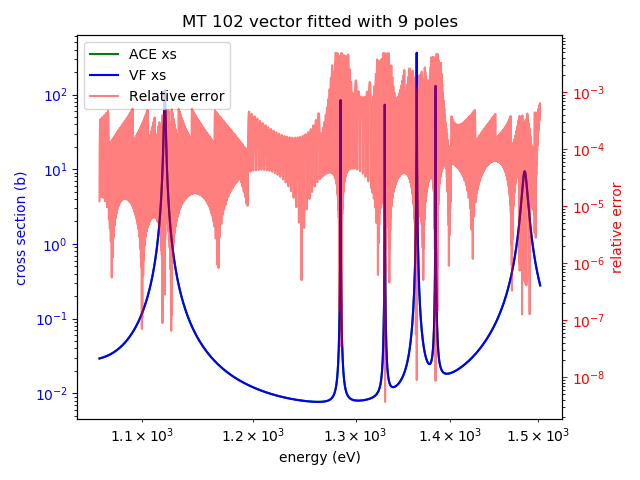 MT 102 vector fitted with 9 poles
ACE xs
VF xs
Relative error
10²
10¹
10⁰
10⁻¹
10⁻²
cross section (b)
10⁻³
10⁻⁴
10⁻⁵
10⁻⁶
10⁻⁷
10⁻⁸
relative error
1.1 × 10³ 1.2 × 10³ 1.3 × 10³ 1.4 × 10³ 1.5 × 10³
energy (eV)